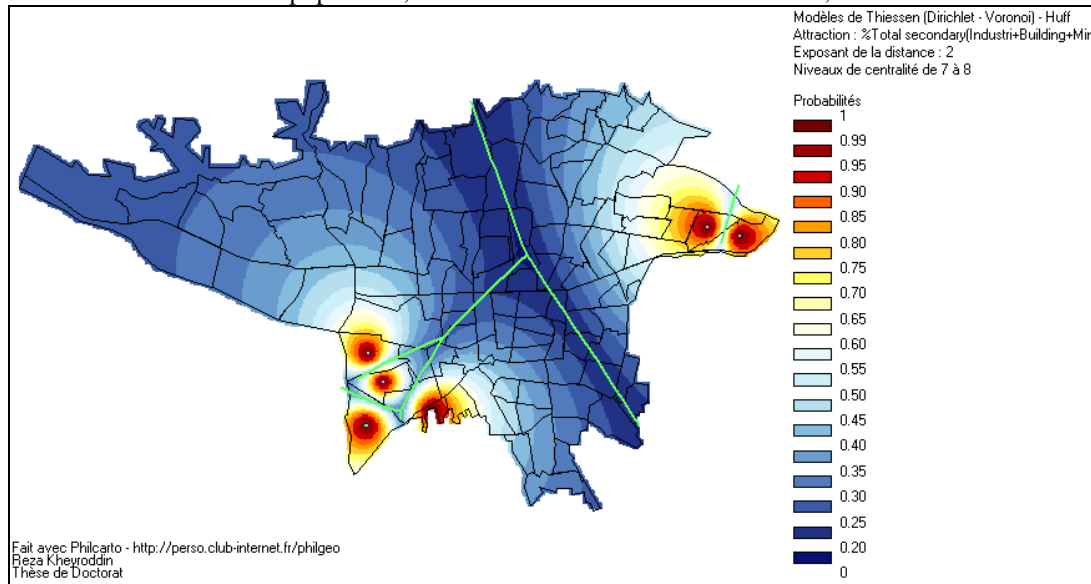 Modèles de Thiessen (Dirichlet - Voronoi) - Huff
Attraction : %Total secondary(Industri+Building+Min
Exposant de la distance : 2
Niveaux de centralité de 7 à 8
Probabilités
1
0.99
0.95
0.90
0.85
0.80
0.75
0.70
0.65
0.60
0.55
0.50
0.45
0.40
0.35
0.30
0.25
0.20
0
Fait avec Philcarto - http://perso.club-internet.fr/philgeo
Reza Kheyroddin
Thèse de Doctorat